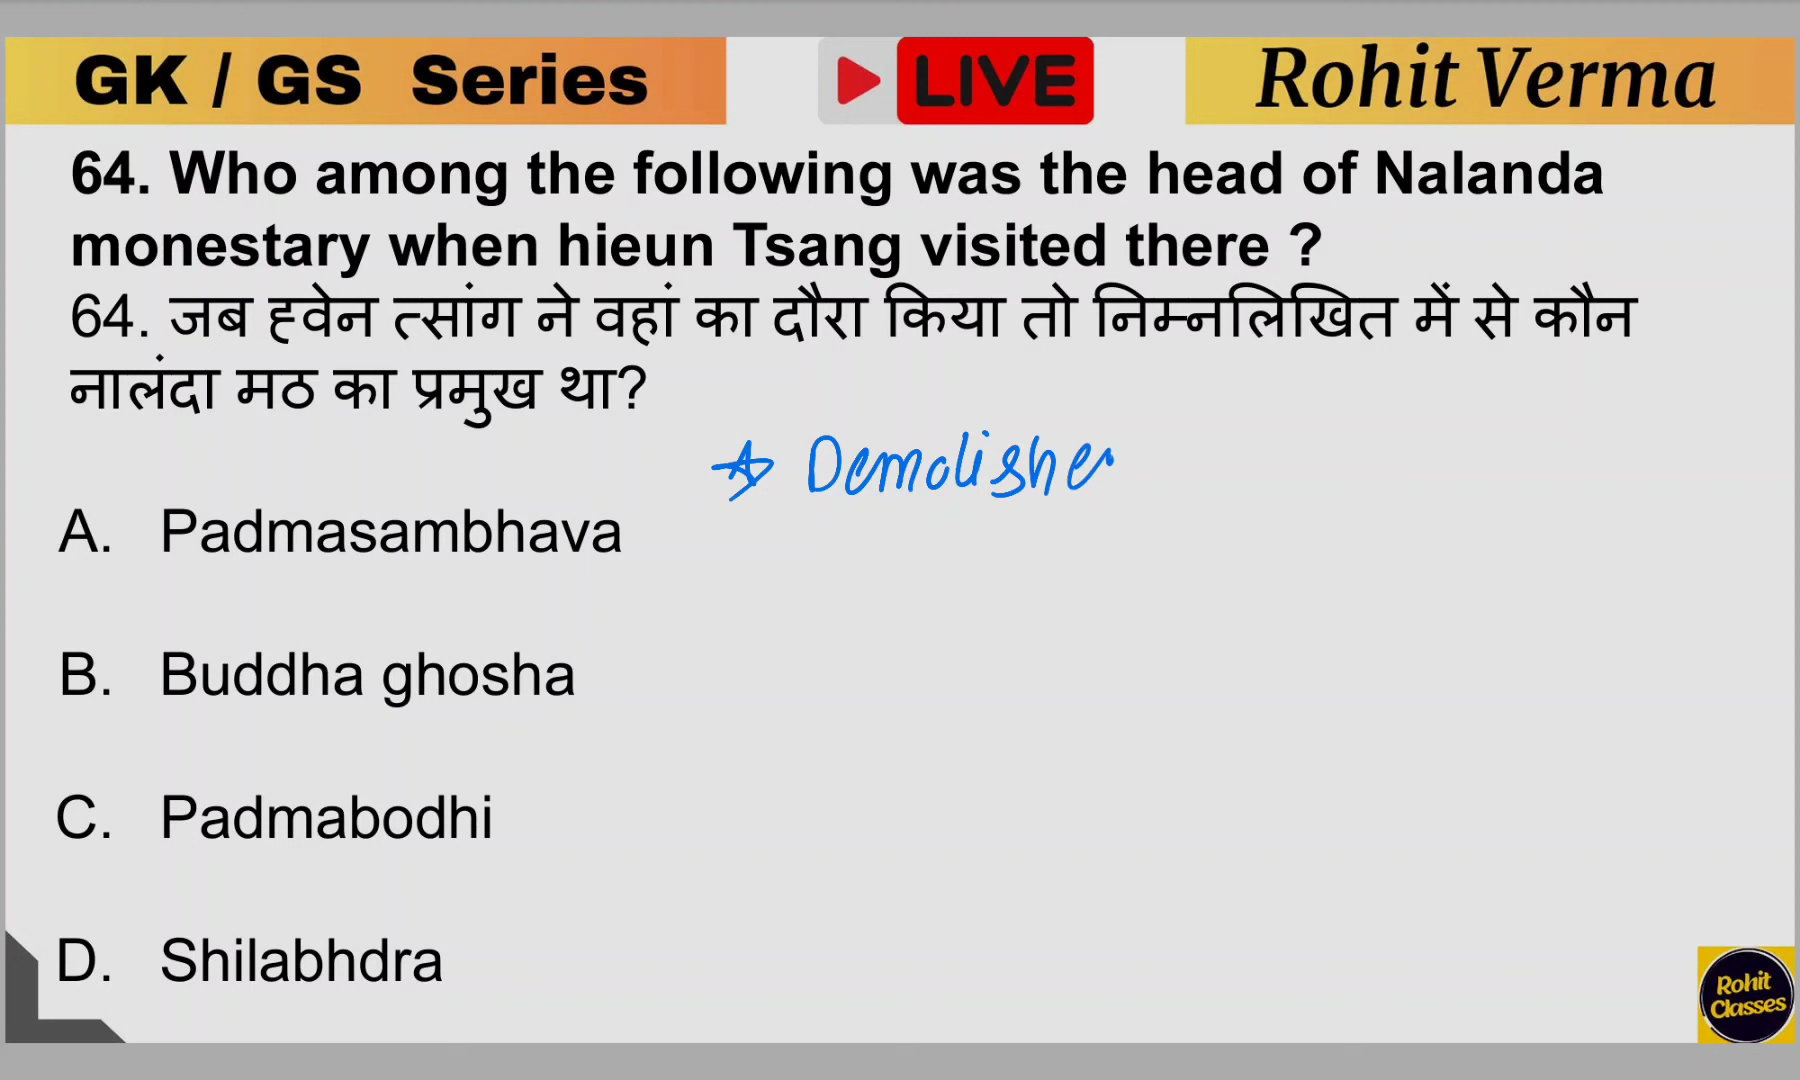 GK / GS Series
LIVE
Rohit Verma
64. Who among the following was the head of Nalanda
monestary when hieun Tsang visited there ?
64. जब ह्वेन त्सांग ने वहां का दौरा किया तो निम्नलिखित में से कौन
नालंदा मठ का प्रमुख था?
Demolishe
A. Padmasambhava
B. Buddha ghosha
C. Padmabodhi
D. Shilabhdra
Rohit
Classes